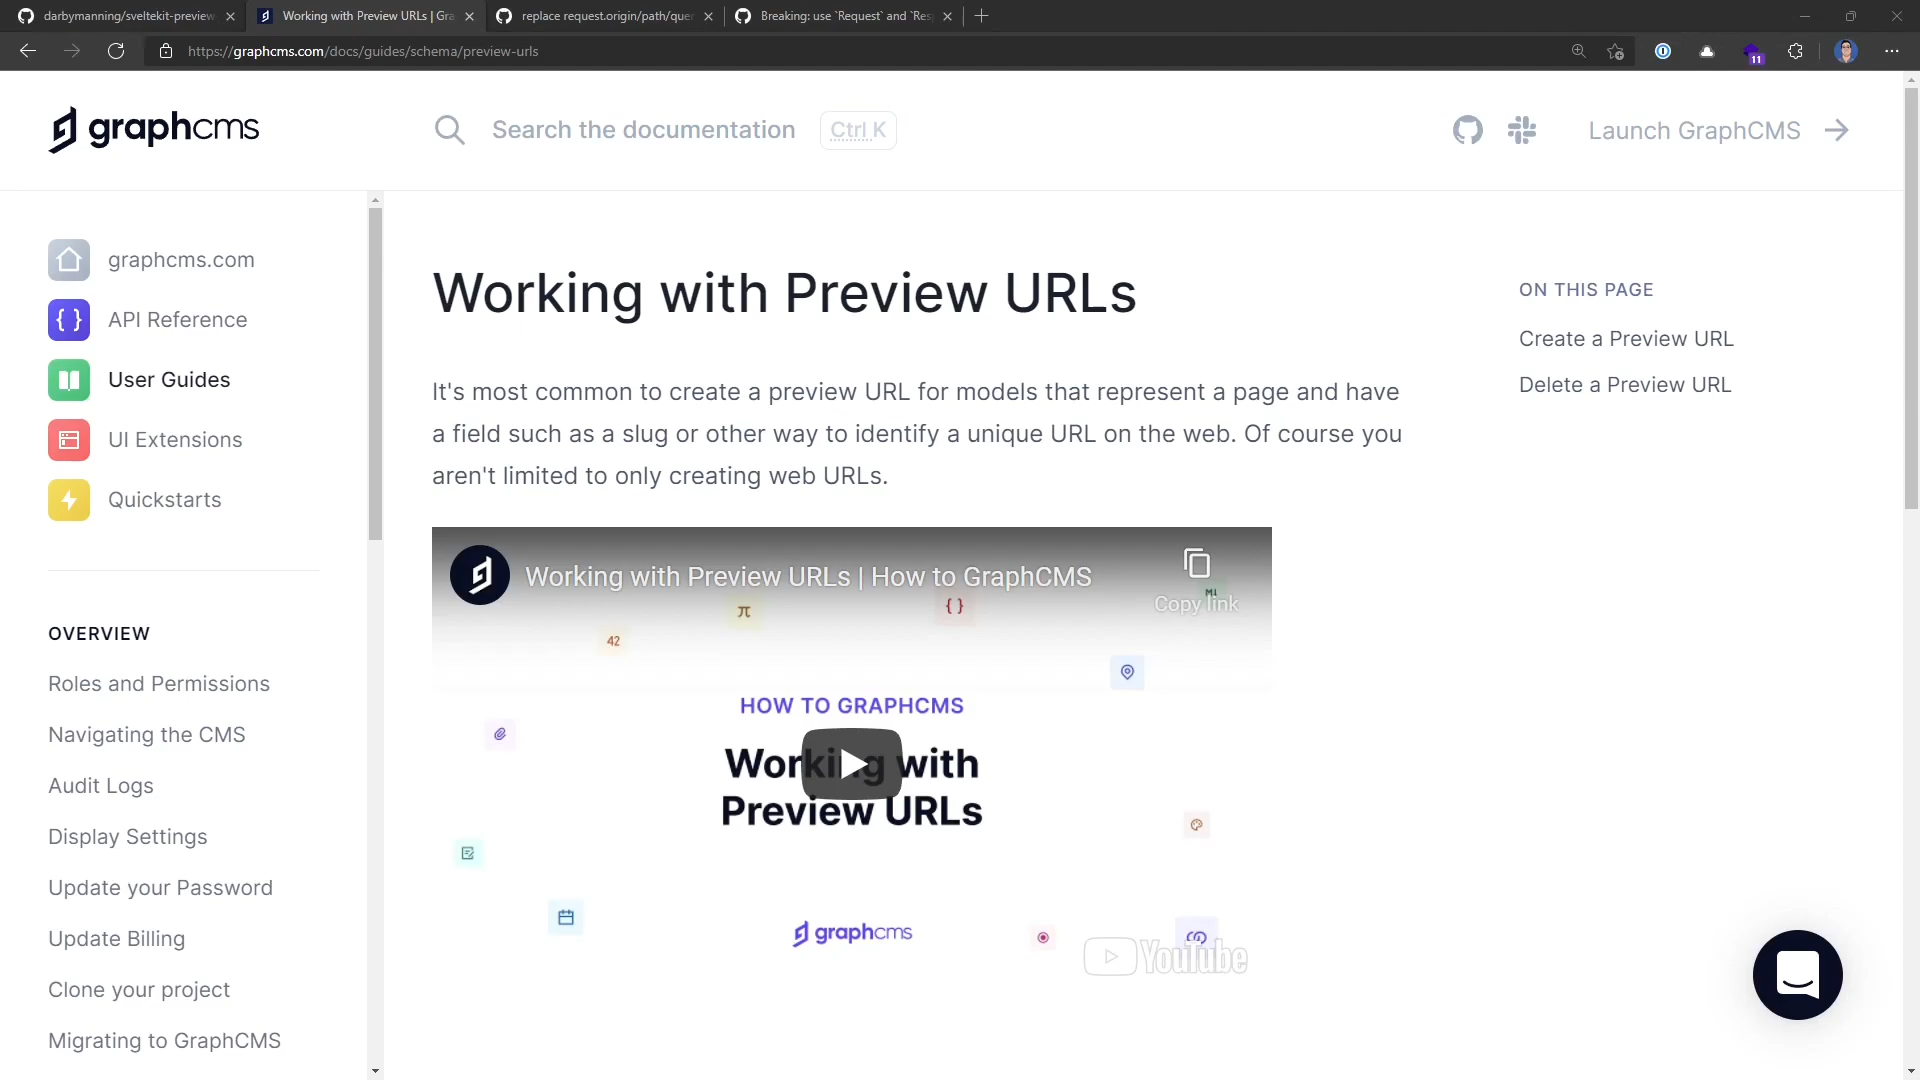 darbymanning/sveltekit-preview
Working with Preview URLs | Gra
replace request.origin/path/quer
Breaking: use `Request` and `Resp
https://graphcms.com/docs/guides/schema/preview-urls
11
graphcms
Search the documentation
Ctrl K
Launch GraphCMS
graphcms.com
API Reference
User Guides
UI Extensions
Quickstarts
OVERVIEW
Roles and Permissions
Navigating the CMS
Audit Logs
Display Settings
Update your Password
Update Billing
Clone your project
Migrating to GraphCMS
Working with Preview URLs
It's most common to create a preview URL for models that represent a page and have
a field such as a slug or other way to identify a unique URL on the web. Of course you
aren't limited to only creating web URLs.
Working with Preview URLs | How to GraphCMS
Copy link
π
{ }
M↓
42
HOW TO GRAPHCMS
Working with
Preview URLs
graphcms
YouTube
ON THIS PAGE
Create a Preview URL
Delete a Preview URL